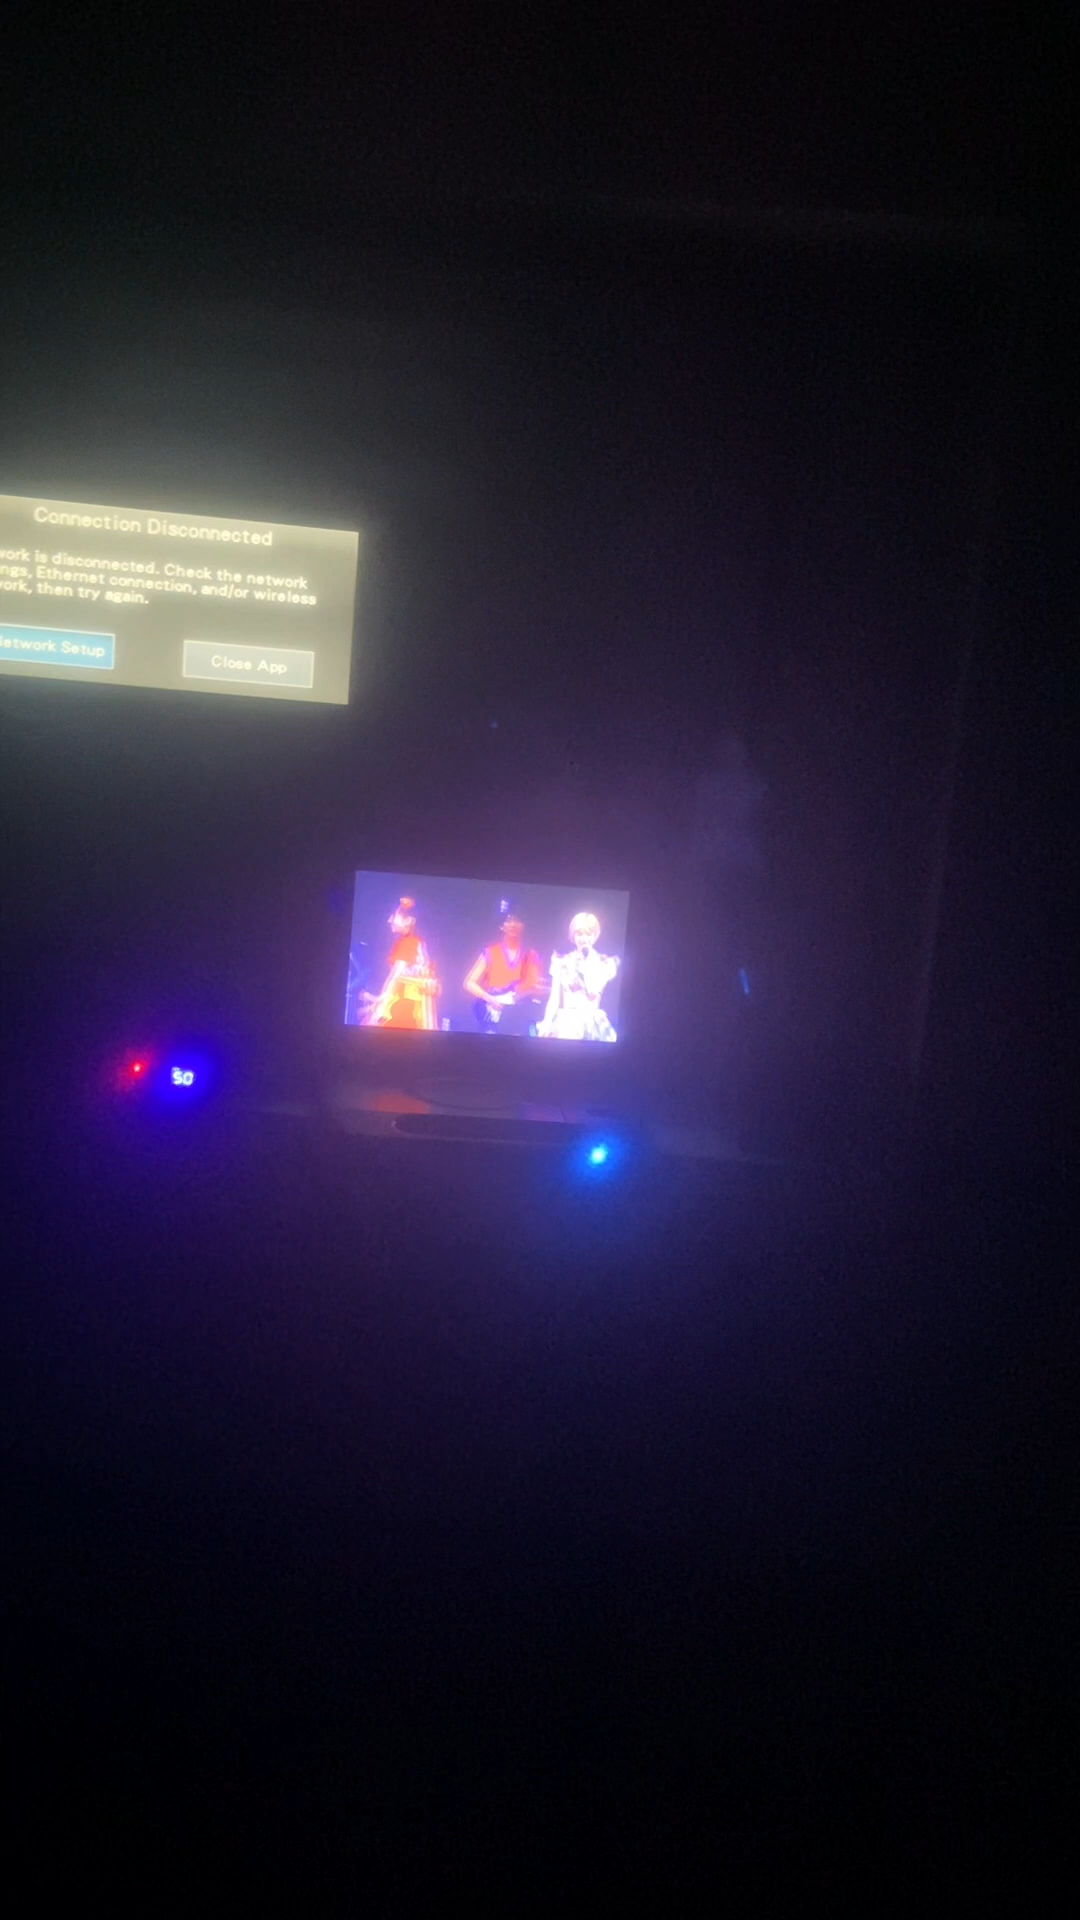 Connection Disconnected
work is disconnected. Check the network
ngs, Ethernet connection, and/or wireless
work, then try again.
Network Setup
Close App
50